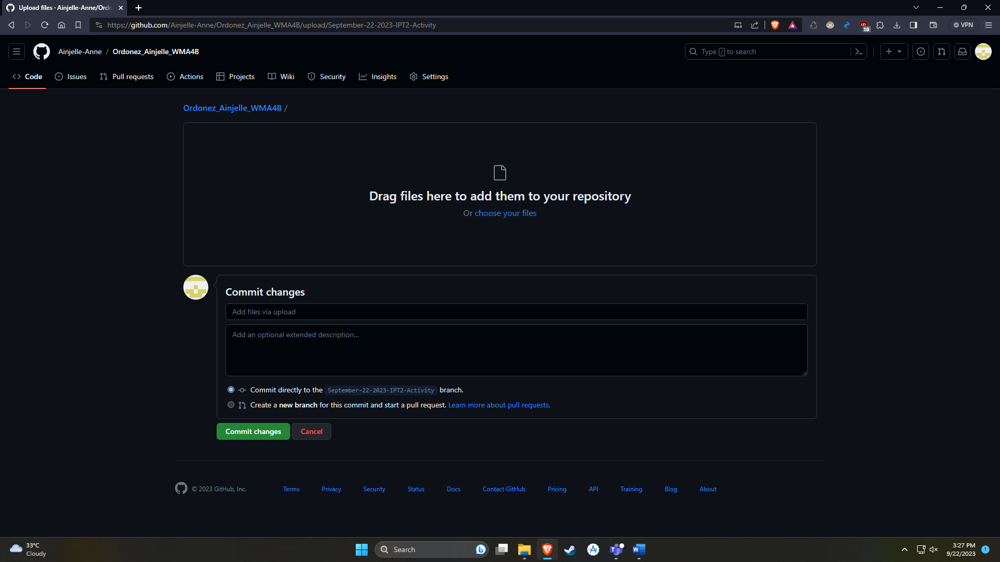 Upload files · Ainjelle-Anne/Ordo
https://github.com/Ainjelle-Anne/Ordonez_Ainjelle_WMA4B/upload/September-22-2023-IPT2-Activity
10
VPN
Ainjelle-Anne / Ordonez_Ainjelle_WMA4B
Type / to search
Code Issues Pull requests Actions Projects Wiki Security Insights Settings
Ordonez_Ainjelle_WMA4B /
Drag files here to add them to your repository
Or choose your files
Commit changes
Add files via upload
Add an optional extended description...
Commit directly to the September-22-2023-IPT2-Activity branch.
Create a new branch for this commit and start a pull request. Learn more about pull requests.
Commit changes Cancel
© 2023 GitHub, Inc. Terms Privacy Security Status Docs Contact GitHub Pricing API Training Blog About
33°C
Cloudy
Search
3:27 PM
9/22/2023
1